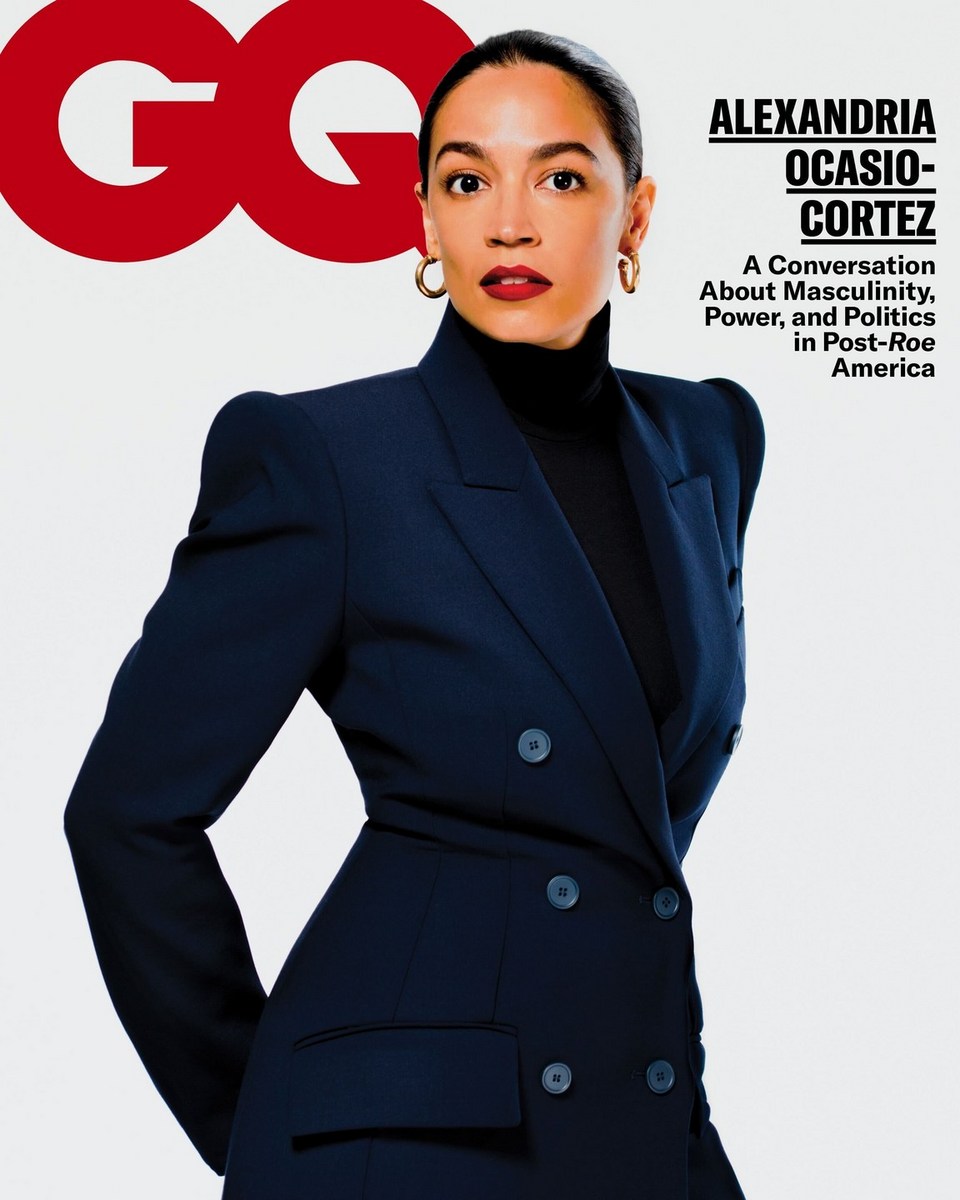 GQ
ALEXANDRIA
OCASIO-
CORTEZ
A Conversation
About Masculinity,
Power, and Politics
in Post-Roe
America